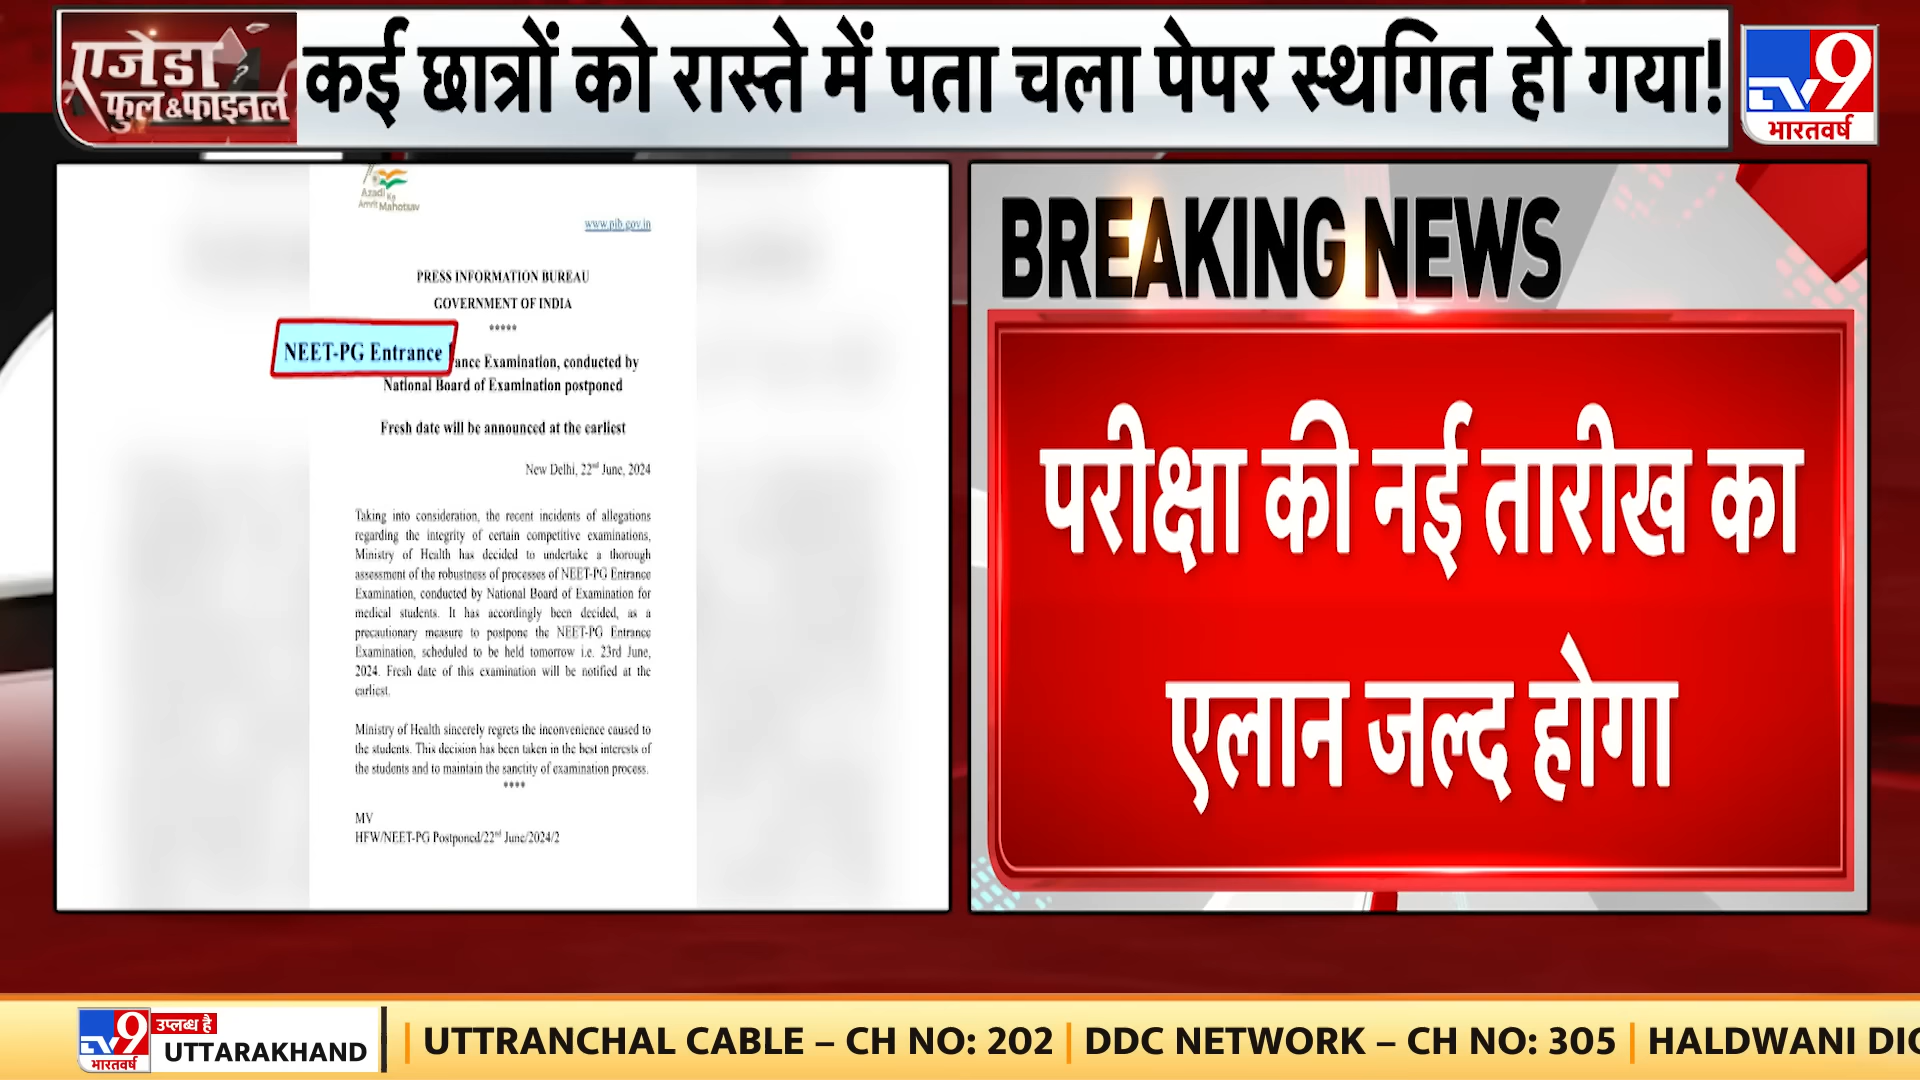 एजेंडा
फुल & फाइनल
कई छात्रों को रास्ते में पता चला पेपर स्थगित हो गया!
TV9
भारतवर्ष
Azadi Ka
Amrit Mahotsav
www.pib.gov.in
PRESS INFORMATION BUREAU
GOVERNMENT OF INDIA
*****
NEET-PG Entrance
ance Examination, conducted by
National Board of Examination postponed
Fresh date will be announced at the earliest
New Delhi, 22nd June, 2024
Taking into consideration, the recent incidents of allegations
regarding the integrity of certain competitive examinations,
Ministry of Health has decided to undertake a thorough
assessment of the robustness of processes of NEET-PG Entrance
Examination, conducted by National Board of Examination for
medical students. It has accordingly been decided, as a
precautionary measure to postpone the NEET-PG Entrance
Examination, scheduled to be held tomorrow i.e. 23rd June,
2024. Fresh date of this examination will be notified at the
earliest.
Ministry of Health sincerely regrets the inconvenience caused to
the students. This decision has been taken in the best interests of
the students and to maintain the sanctity of examination process.
****
MV
HFW/NEET-PG Postponed/22nd June/2024/2
BREAKING NEWS
परीक्षा की नई तारीख का
एलान जल्द होगा
TV9
भारतवर्ष
उप्लब्ध है
UTTARAKHAND
UTTRANCHAL CABLE – CH NO: 202 | DDC NETWORK – CH NO: 305 | HALDWANI DIG